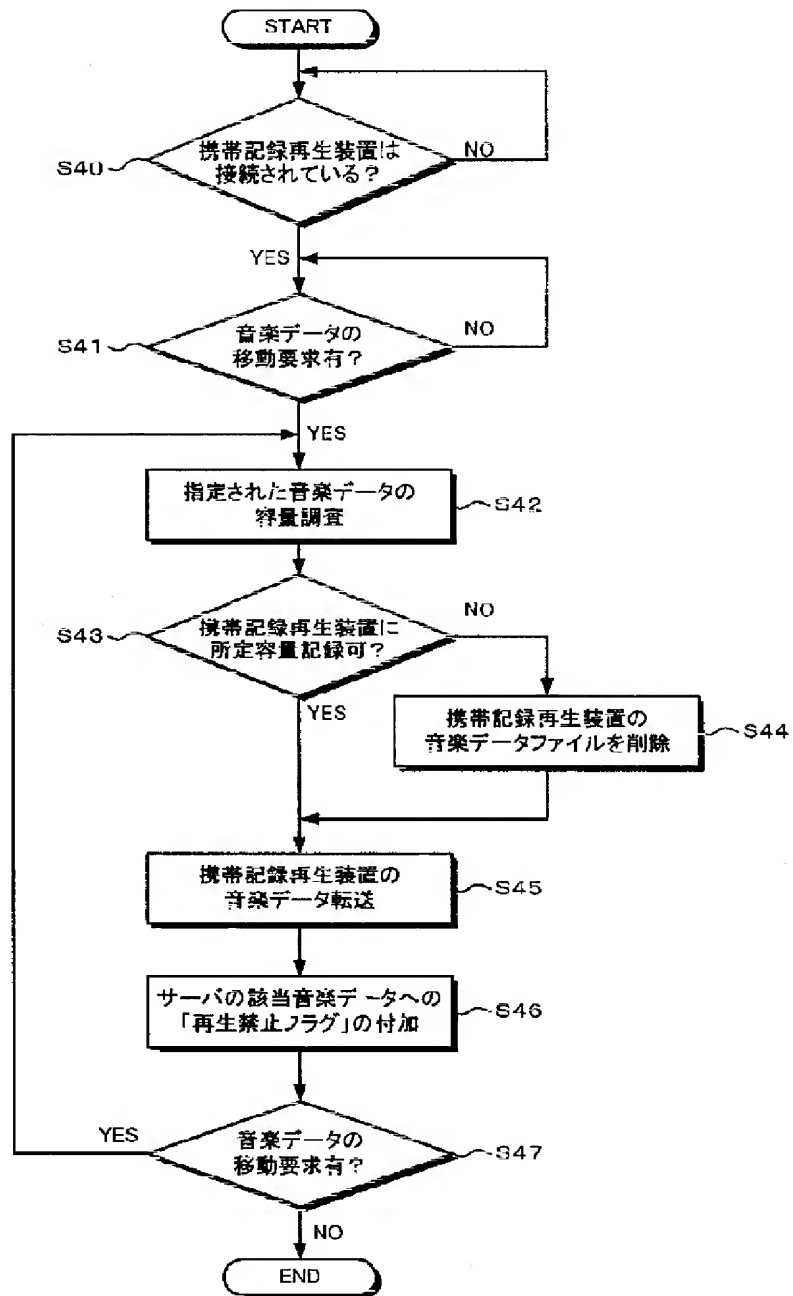 START
携帯記録再生装置は
接続されている？
S40
NO
YES
音楽データの
移動要求有？
S41
NO
YES
指定された音楽データの
容量調査
S42
携帯記録再生装置に
所定容量記録可？
S43
NO
YES
携帯記録再生装置の
音楽データファイルを削除
S44
携帯記録再生装置の
音楽データ転送
S45
サーバの該当音楽データへの
「再生禁止フラグ」の付加
S46
音楽データの
移動要求有？
S47
YES
NO
END